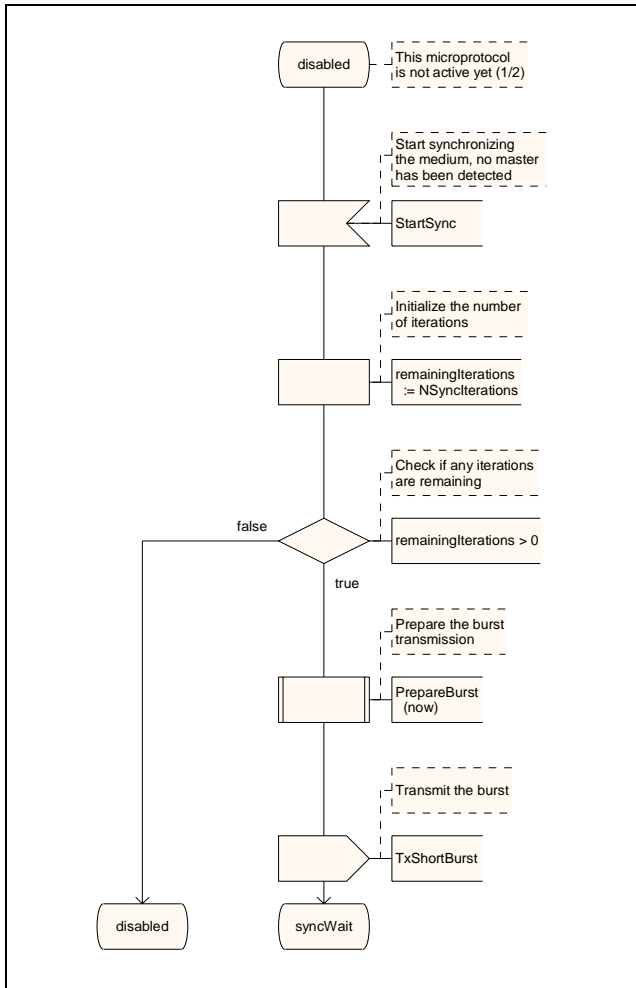 disabled
This microprotocol
is not active yet (1/2)
Start synchronizing
the medium, no master
has been detected
StartSync
Initialize the number
of iterations
remainingIterations
:= NSyncIterations
Check if any iterations
are remaining
false
remainingIterations > 0
true
Prepare the burst
transmission
PrepareBurst
(now)
Transmit the burst
TxShortBurst
disabled
syncWait